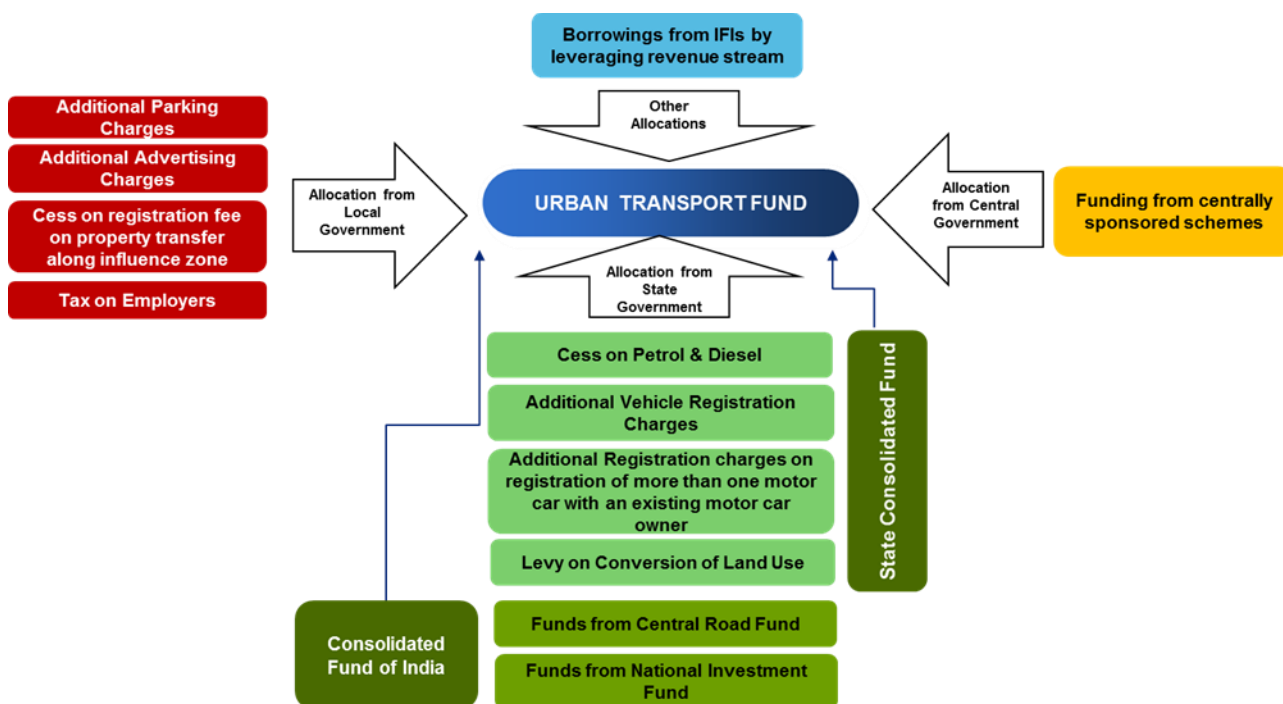 Borrowings from IFIs by
leveraging revenue stream
Other
Allocations
Additional Parking
Charges
Additional Advertising
Charges
Cess on registration fee
on property transfer
along influence zone
Tax on Employers
Allocation from
Local
Government
URBAN TRANSPORT FUND
Allocation
from Central
Government
Funding from centrally
sponsored schemes
Allocation from
State
Government
Cess on Petrol & Diesel
Additional Vehicle Registration
Charges
Additional Registration charges on
registration of more than one motor
car with an existing motor car
owner
Levy on Conversion of Land Use
State Consolidated Fund
Consolidated
Fund of India
Funds from Central Road Fund
Funds from National Investment
Fund